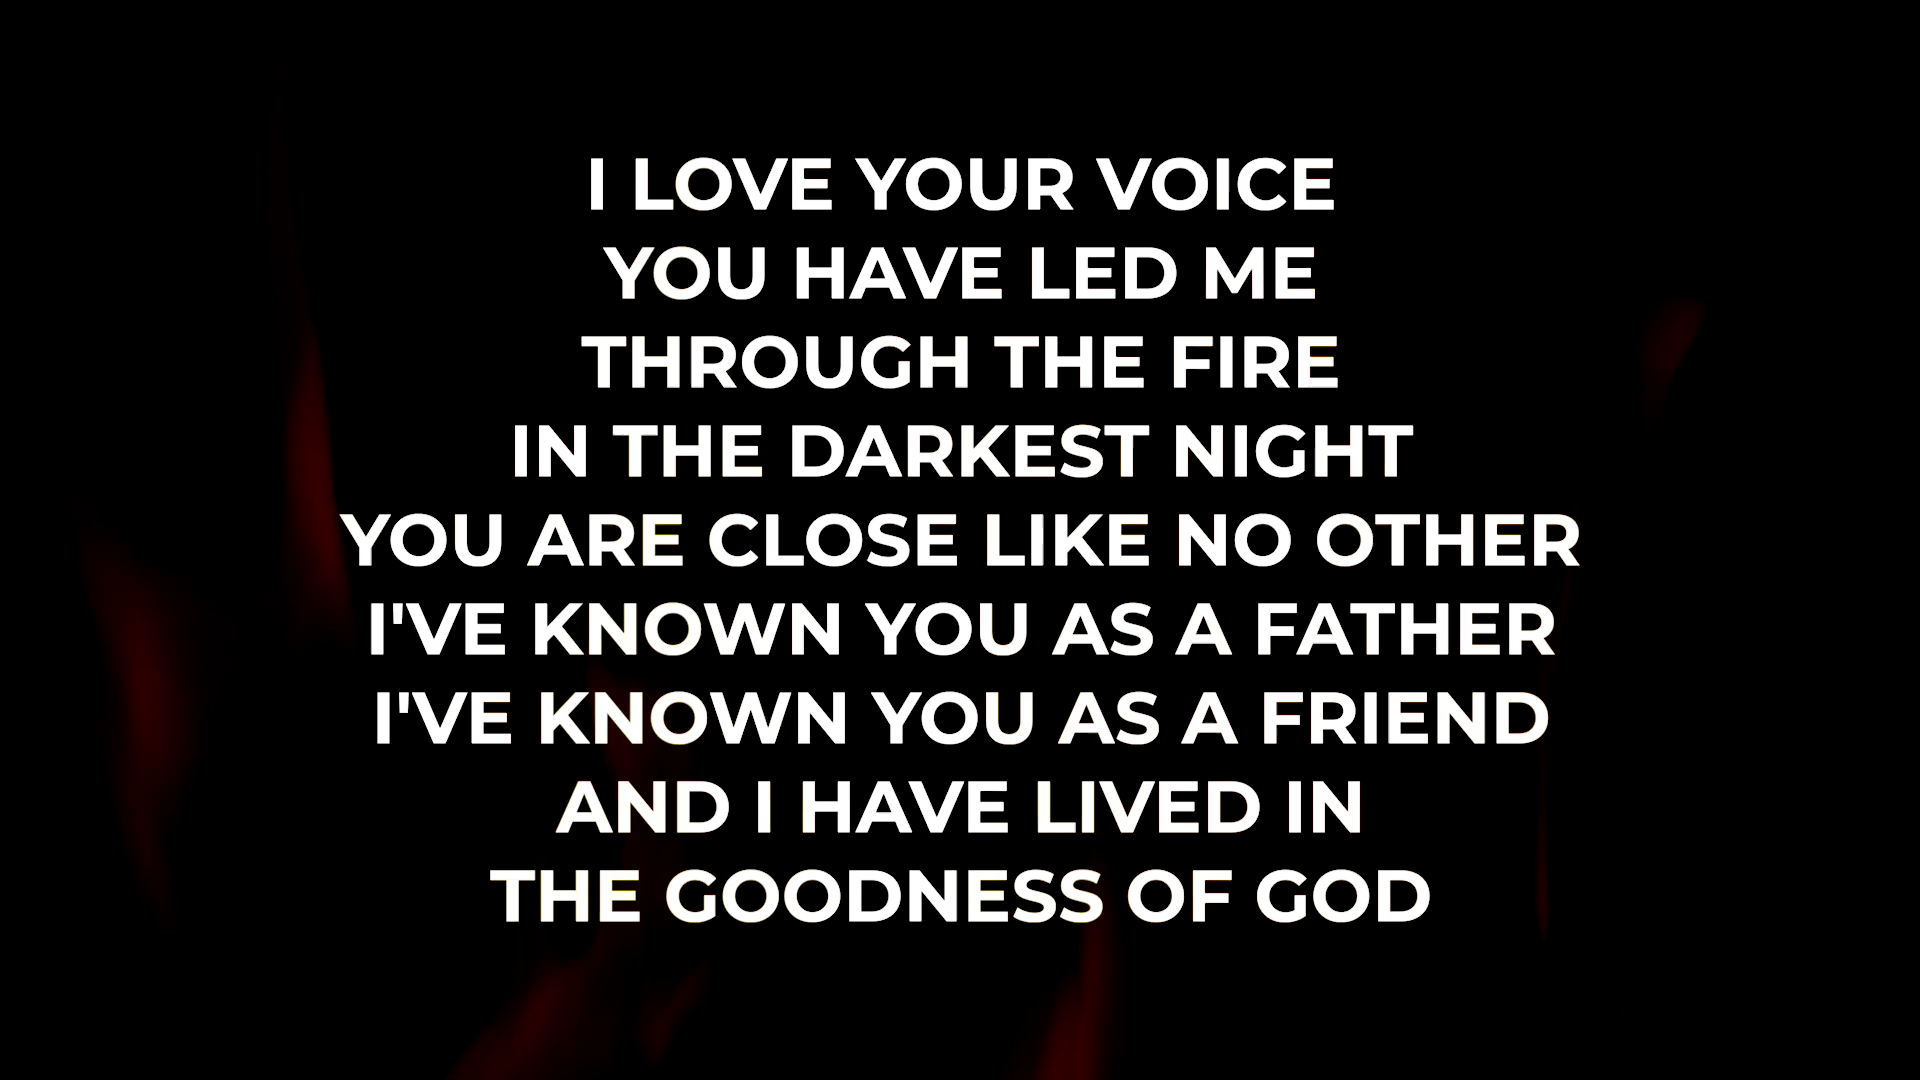 I LOVE YOUR VOICE
YOU HAVE LED ME
THROUGH THE FIRE
IN THE DARKEST NIGHT
YOU ARE CLOSE LIKE NO OTHER
I'VE KNOWN YOU AS A FATHER
I'VE KNOWN YOU AS A FRIEND
AND I HAVE LIVED IN
THE GOODNESS OF GOD